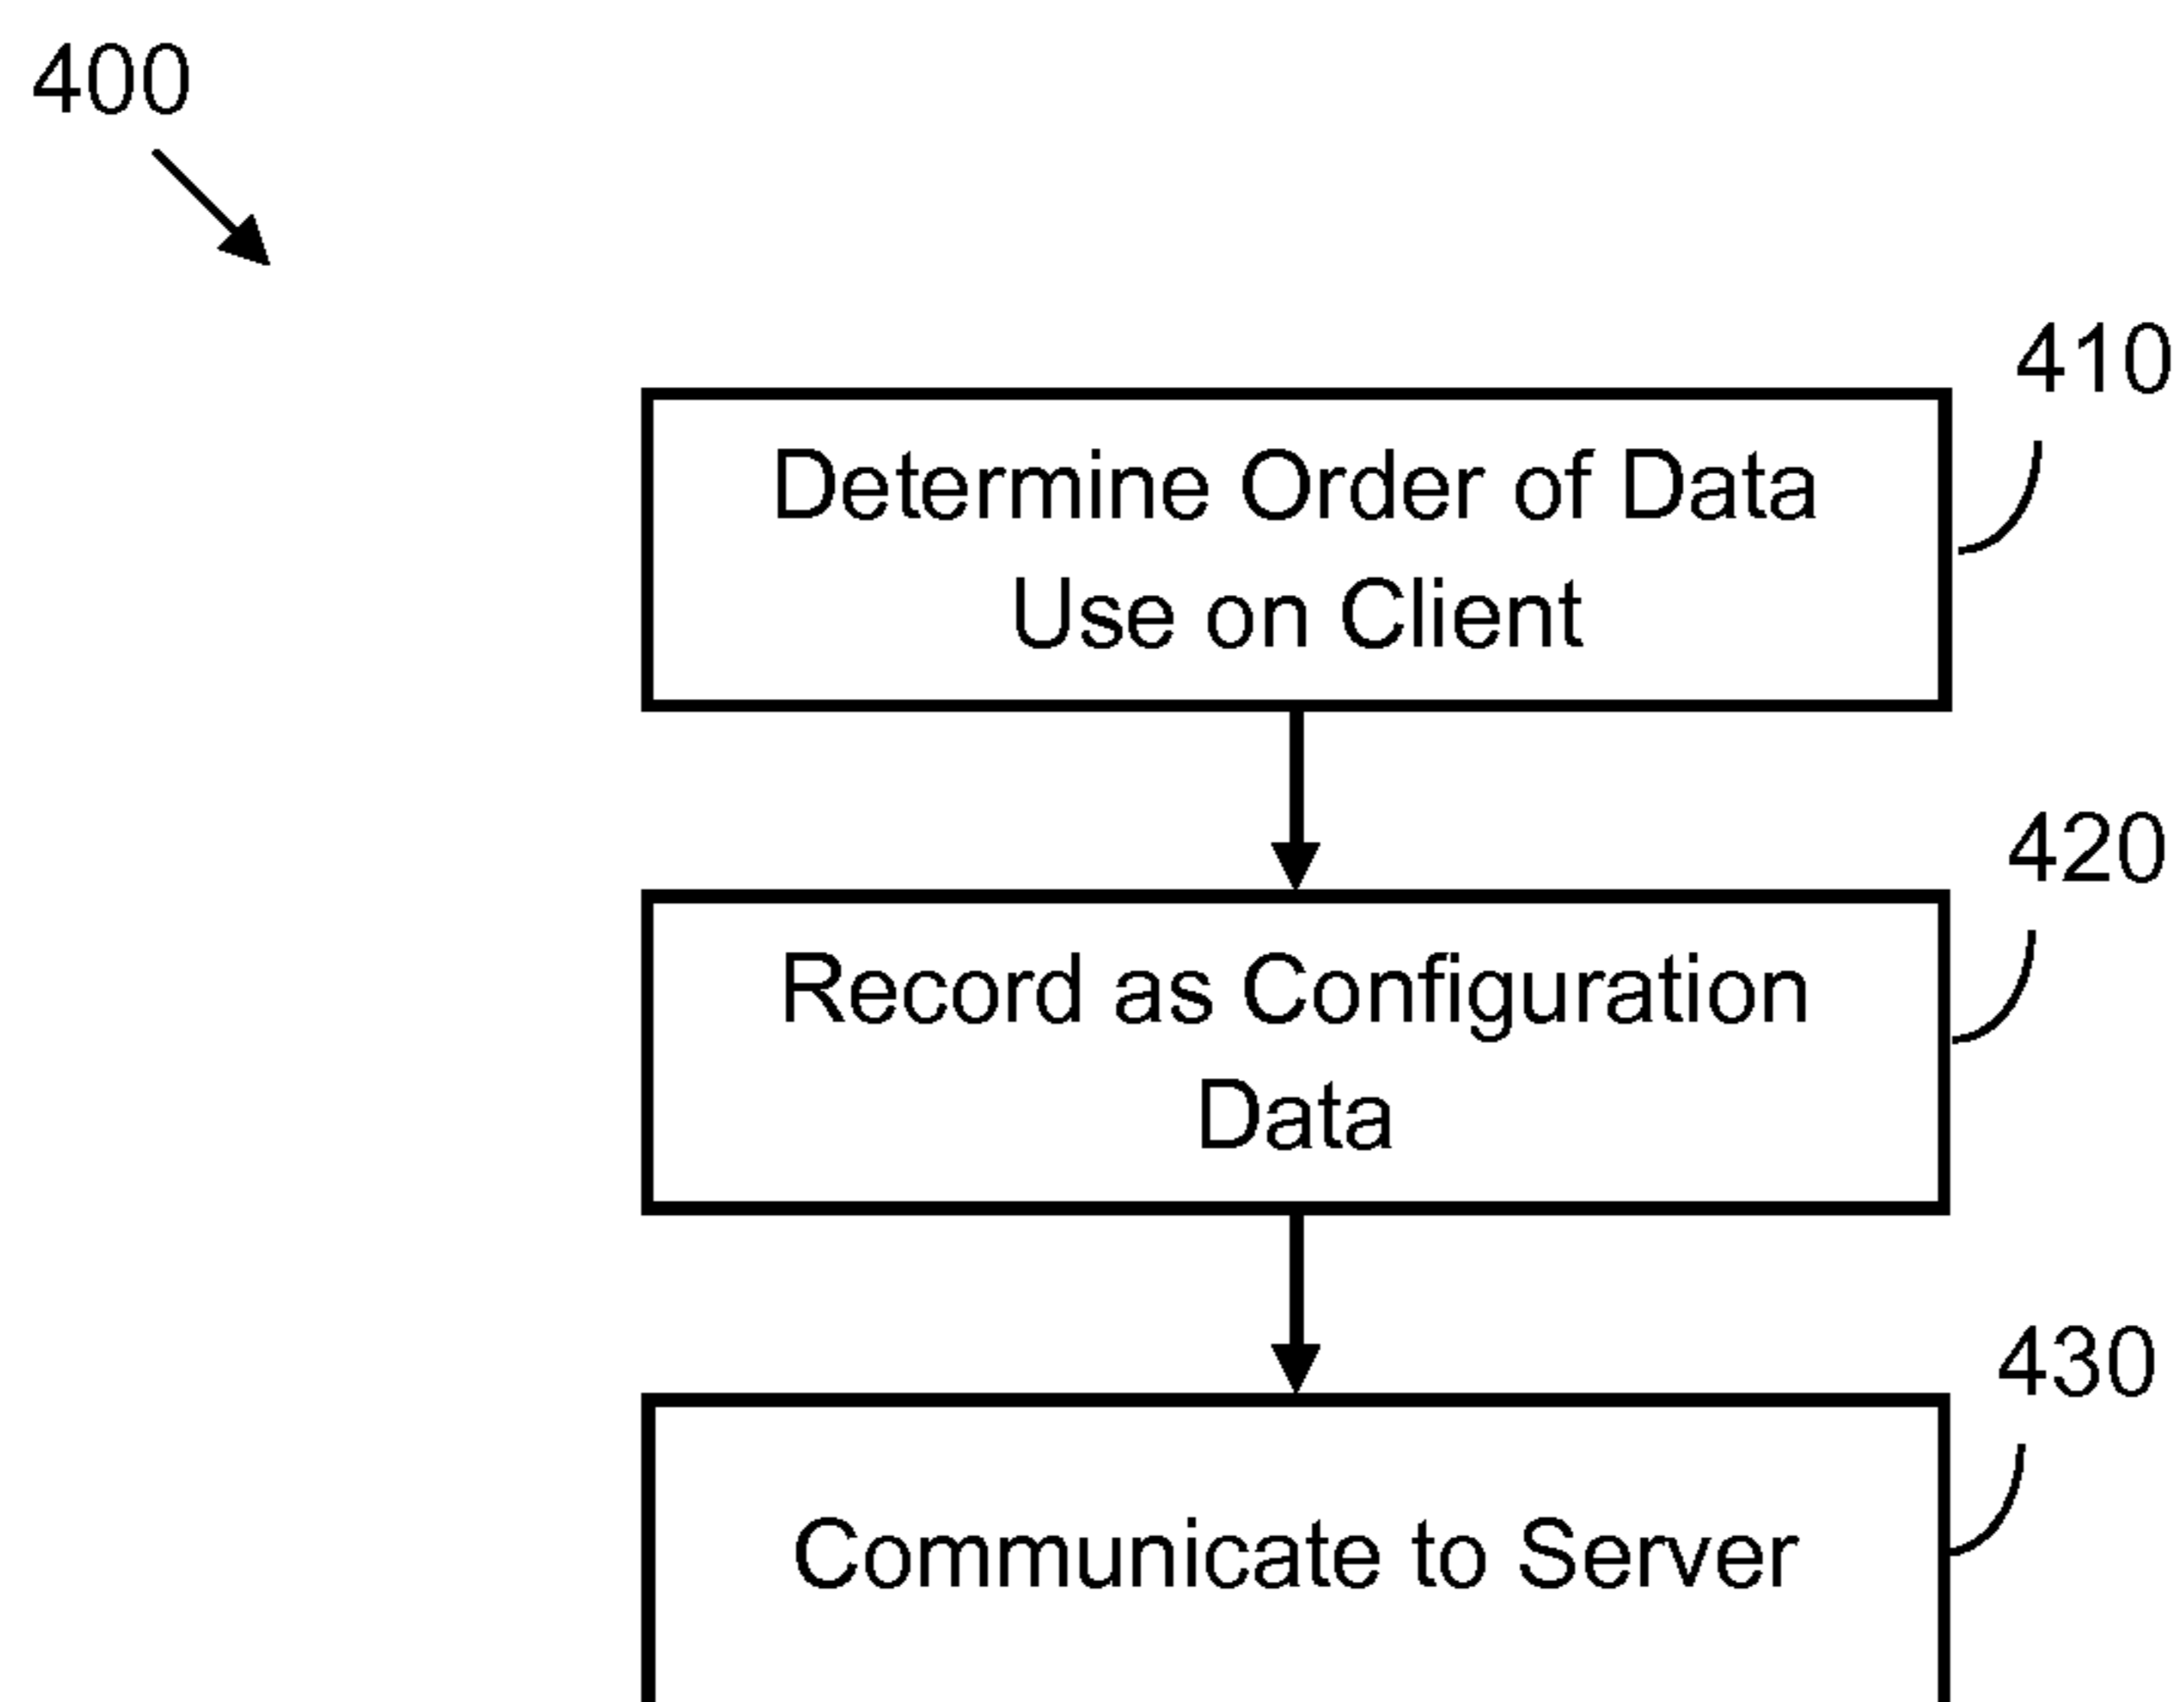 400
410
Determine Order of Data
Use on Client
420
Record as Configuration
Data
430
Communicate to Server